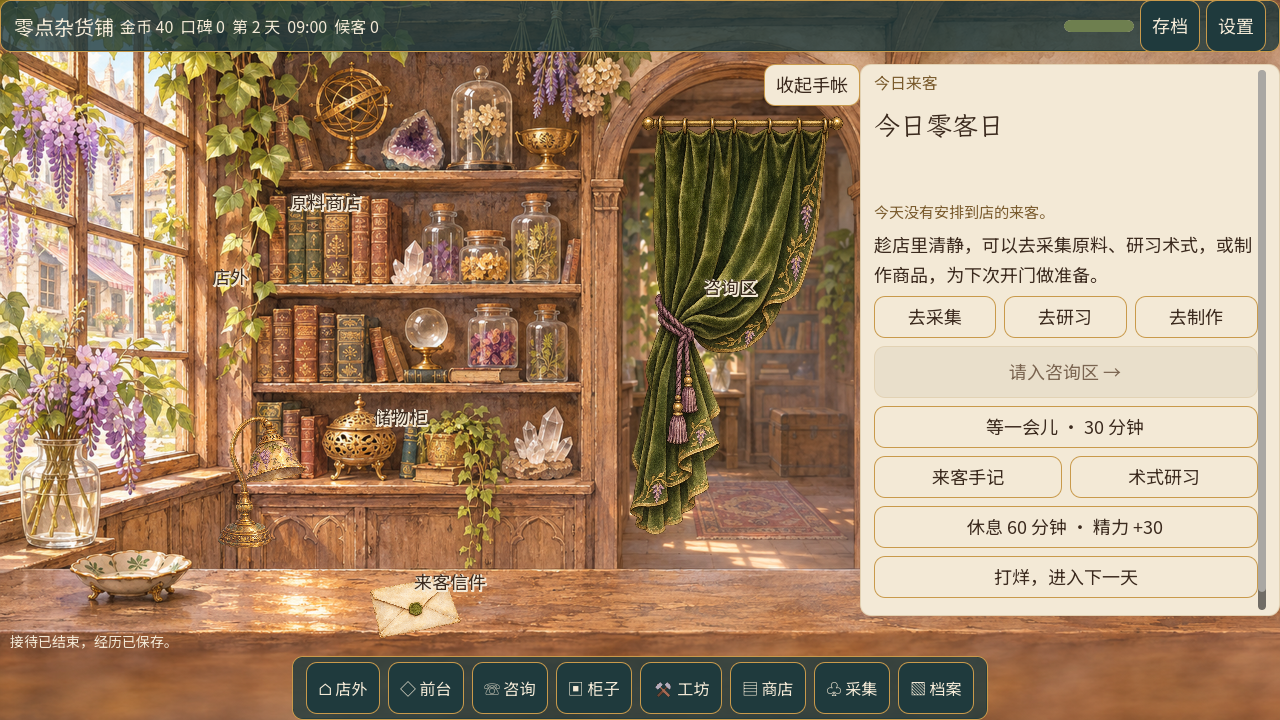 零点杂货铺 金币 40 口碑 0 第 2 天 09:00 候客 0
存档
设置
收起手帐
今日来客
今日零客日
今天没有安排到店的来客。
趁店里清静，可以去采集原料、研习术式，或制
作商品，为下次开门做准备。
去采集
去研习
去制作
请入咨询区 →
等一会儿 · 30 分钟
来客手记
术式研习
休息 60 分钟 · 精力 +30
打烊，进入下一天
原料商店
店外
咨询区
储物柜
来客信件
接待已结束，经历已保存。
店外
前台
咨询
柜子
工坊
商店
采集
档案